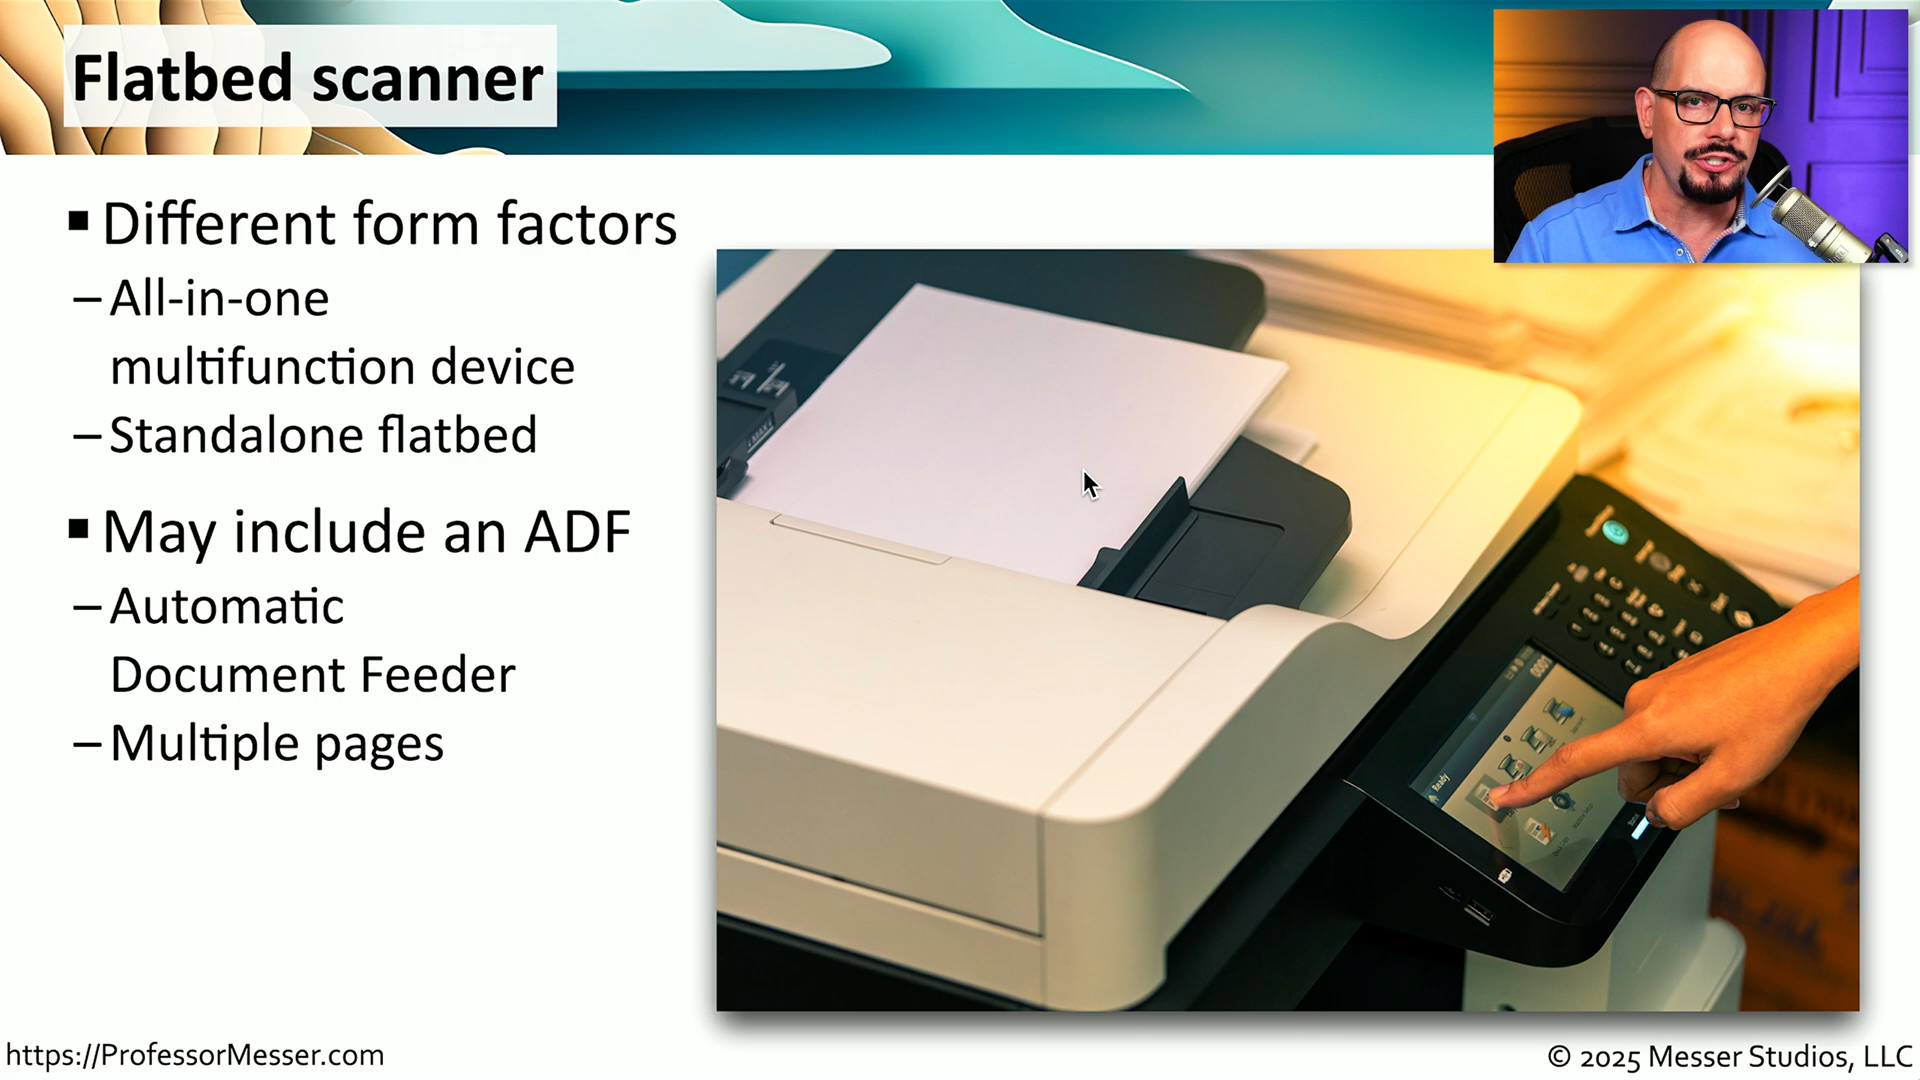 Flatbed scanner
▪ Different form factors
– All-in-one
multifunction device
– Standalone flatbed
▪ May include an ADF
– Automatic
Document Feeder
– Multiple pages
Ready
https://ProfessorMesser.com
© 2025 Messer Studios, LLC